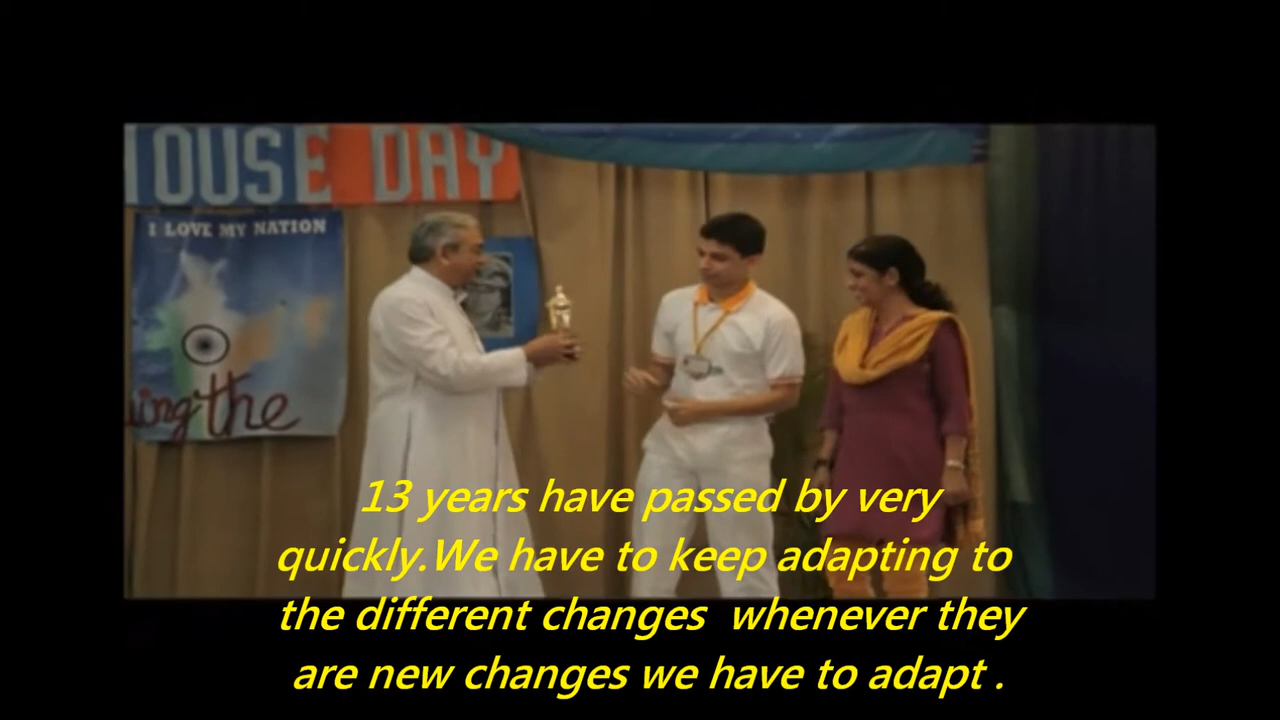 HOUSE DAY
I LOVE MY NATION
ing the
13 years have passed by very
quickly.We have to keep adapting to
the different changes  whenever they
are new changes we have to adapt .